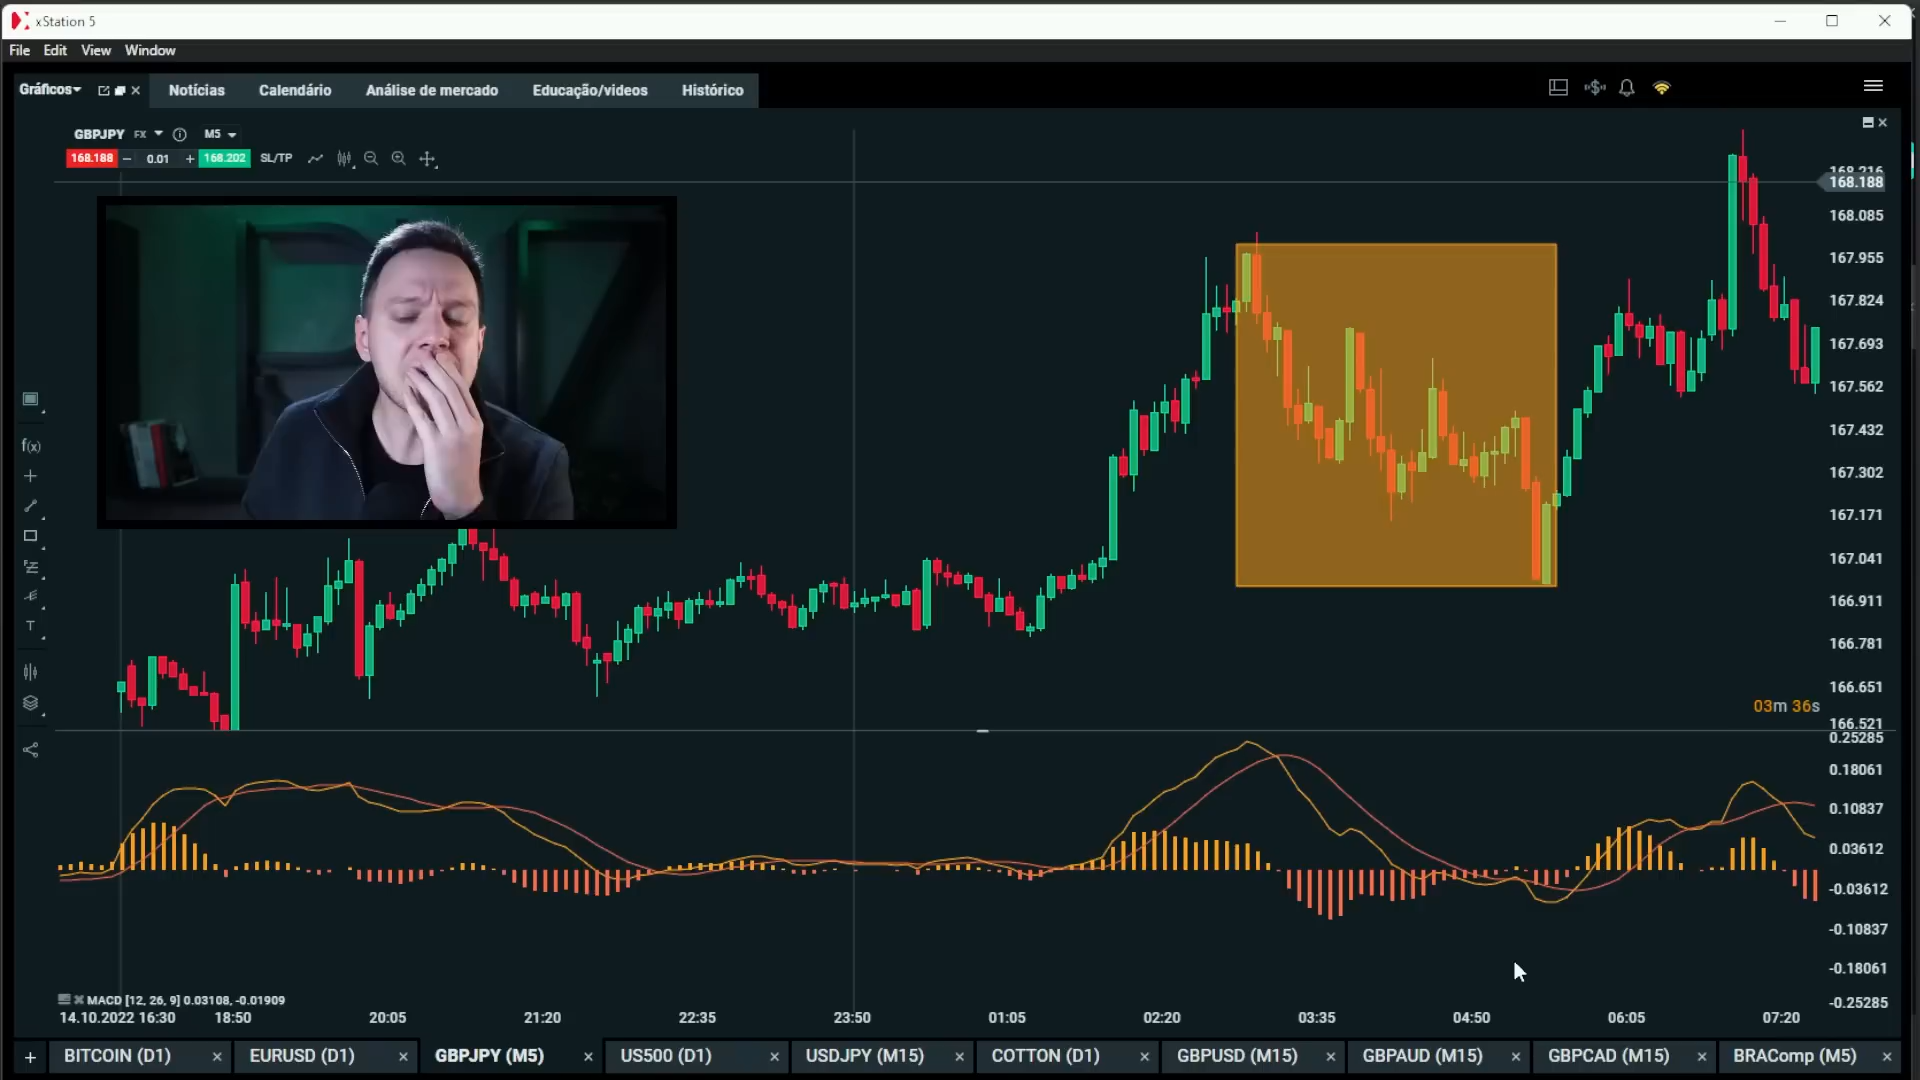 xStation 5
File Edit View Window
Gráficos Notícias Calendário Análise de mercado Educação/videos Histórico
GBPJPY FX M5
168.188 0.01 168.202 SL/TP
168.216
168.188
168.085
167.955
167.824
167.693
167.562
167.432
167.302
167.171
167.041
166.911
166.781
166.651
03m 36s
166.521
0.25285
0.18061
0.10837
0.03612
-0.03612
-0.10837
-0.18061
-0.25285
f(x)
T
MACD [12, 26, 9] 0.03108, -0.01909
14.10.2022 16:30 18:50 20:05 21:20 22:35 23:50 01:05 02:20 03:35 04:50 06:05 07:20
+ BITCOIN (D1) EURUSD (D1) GBPJPY (M5) US500 (D1) USDJPY (M15) COTTON (D1) GBPUSD (M15) GBPAUD (M15) GBPCAD (M15) BRAComp (M5)